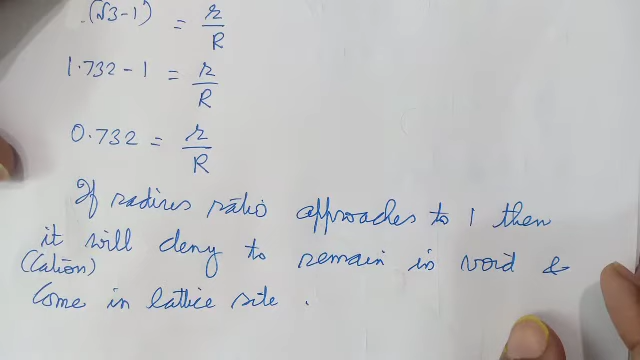 (√3-1) = r/R
1.732-1 = r/R
0.732 = r/R
If radius ratio approaches to 1 then
it will deny to remain in void &
(Cation)
Come in lattice site.